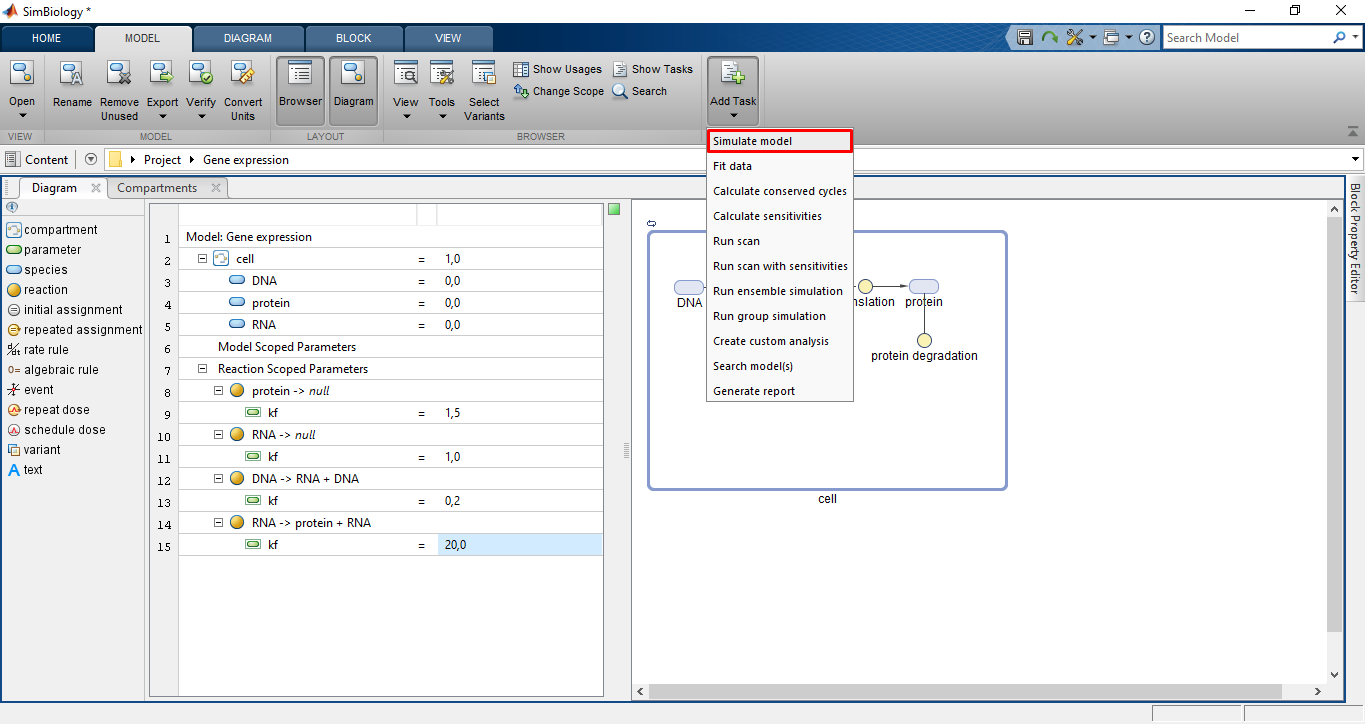 SimBiology *
HOME MODEL DIAGRAM BLOCK VIEW
Search Model
Open Rename Remove Unused Export Verify Convert Units Browser Diagram View Tools Select Variants
Show Usages Show Tasks
Change Scope Search
Add Task
VIEW MODEL LAYOUT BROWSER
Content Project Gene expression
Diagram Compartments
compartment
parameter
species
reaction
initial assignment
repeated assignment
rate rule
algebraic rule
event
repeat dose
schedule dose
variant
text
1 Model: Gene expression
2 cell = 1,0
3 DNA = 0,0
4 protein = 0,0
5 RNA = 0,0
6 Model Scoped Parameters
7 Reaction Scoped Parameters
8 protein -> null
9 kf = 1,5
10 RNA -> null
11 kf = 1,0
12 DNA -> RNA + DNA
13 kf = 0,2
14 RNA -> protein + RNA
15 kf = 20,0
Simulate model
Fit data
Calculate conserved cycles
Calculate sensitivities
Run scan
Run scan with sensitivities
Run ensemble simulation
Run group simulation
Create custom analysis
Search model(s)
Generate report
DNA nslation protein
protein degradation
cell
Block Property Editor